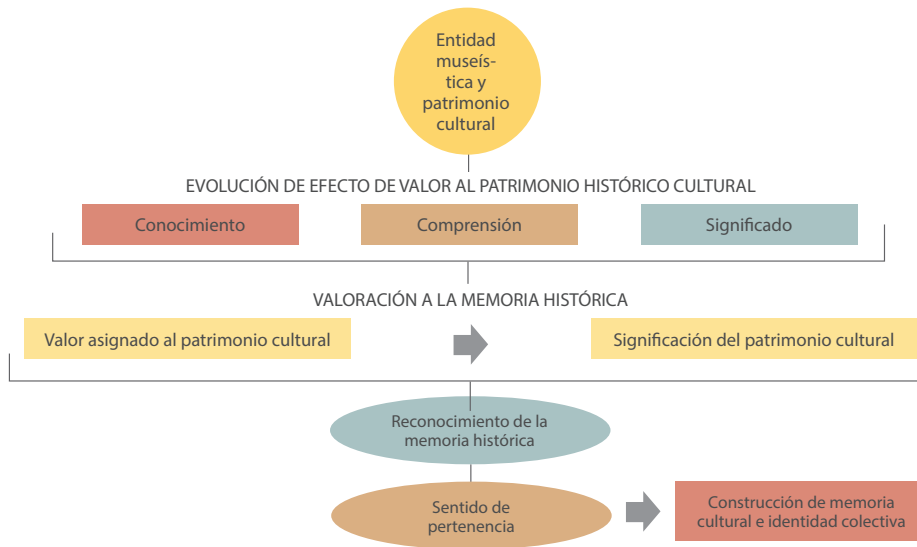 Entidad
museís-
tica y
patrimonio
cultural
EVOLUCIÓN DE EFECTO DE VALOR AL PATRIMONIO HISTÓRICO CULTURAL
Conocimiento
Comprensión
Significado
VALORACIÓN A LA MEMORIA HISTÓRICA
Valor asignado al patrimonio cultural
Significación del patrimonio cultural
Reconocimiento de la
memoria histórica
Sentido de
pertenencia
Construcción de memoria
cultural e identidad colectiva